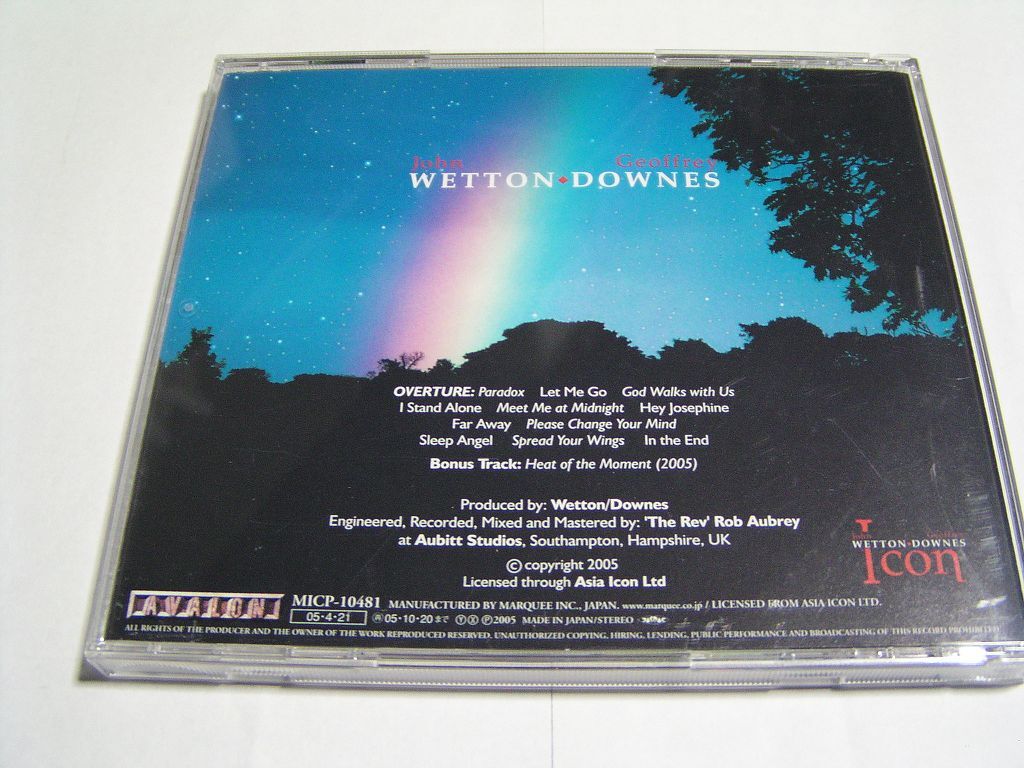 John Geoffrey
WETTON•DOWNES
OVERTURE: Paradox Let Me Go God Walks with Us
I Stand Alone Meet Me at Midnight Hey Josephine
Far Away Please Change Your Mind
Sleep Angel Spread Your Wings In the End
Bonus Track: Heat of the Moment (2005)
Produced by: Wetton/Downes
Engineered, Recorded, Mixed and Mastered by: 'The Rev' Rob Aubrey
at Aubitt Studios, Southampton, Hampshire, UK
© copyright 2005
Licensed through Asia Icon Ltd
WETTON•DOWNES
Icon
AVALON
MICP-10481 MANUFACTURED BY MARQUEE INC., JAPAN. www.marquee.co.jp / LICENSED FROM ASIA ICON LTD.
05·4·21 05·10·20まで ⓎⓍⓅ2005 MADE IN JAPAN/STEREO
ALL RIGHTS OF THE PRODUCER AND THE OWNER OF THE WORK REPRODUCED RESERVED. UNAUTHORIZED COPYING, HIRING, LENDING, PUBLIC PERFORMANCE AND BROADCASTING OF THIS RECORD PROHIBITED